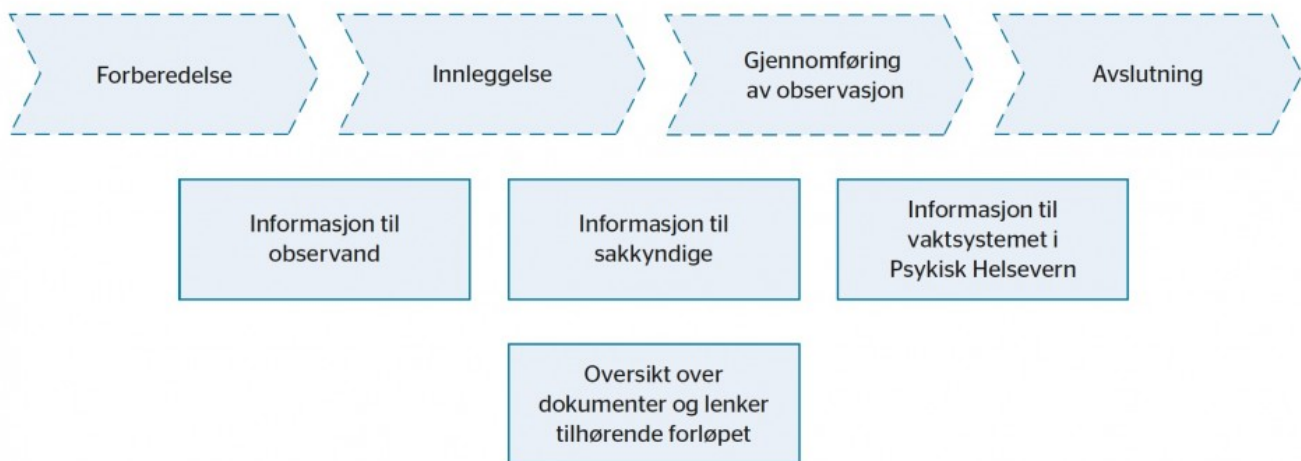 Forberedelse
Innleggelse
Gjennomføring
av observasjon
Avslutning
Informasjon til
observand
Informasjon til
sakkyndige
Informasjon til
vaktsystemet i
Psykisk Helsevern
Oversikt over
dokumenter og lenker
tilhørende forløpet